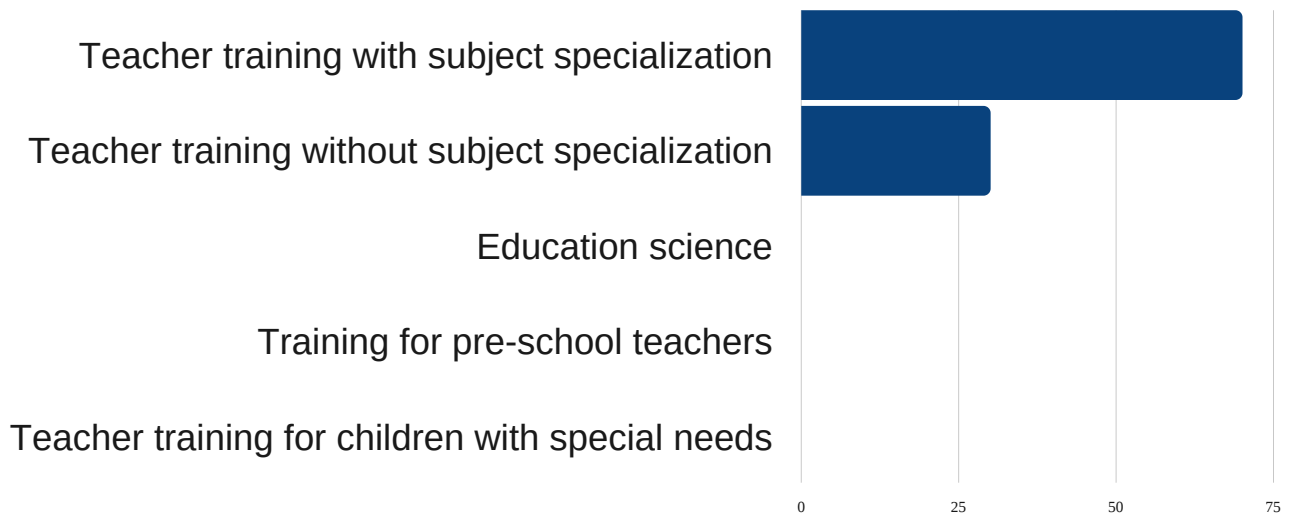 Teacher training with subject specialization
Teacher training without subject specialization
Education science
Training for pre-school teachers
Teacher training for children with special needs
0 25 50 75